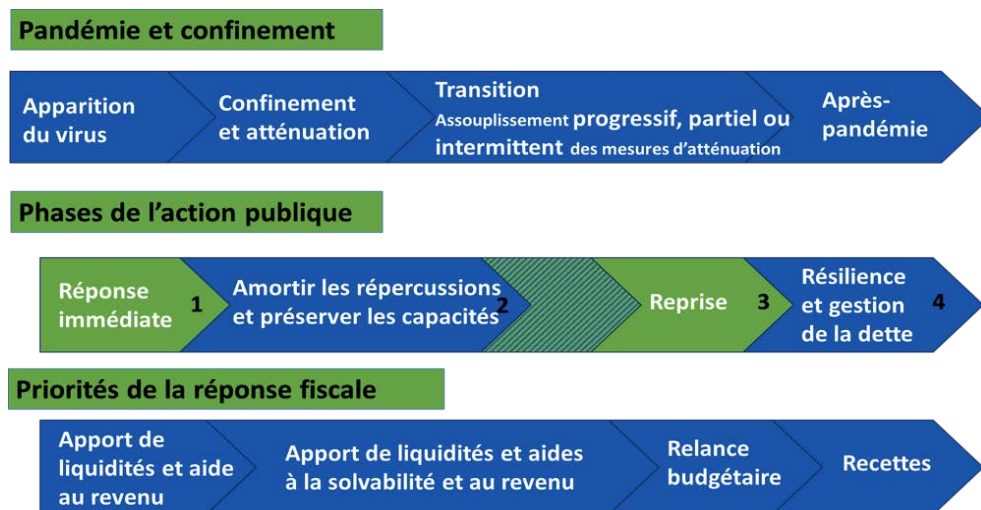 Pandémie et confinement
Apparition
du virus
Confinement
et atténuation
Transition
Assouplissement progressif, partiel ou
intermittent des mesures d'atténuation
Après-
pandémie
Phases de l'action publique
Réponse
immédiate
1
Amortir les répercussions
et préserver les capacités
2
Reprise
3
Résilience
et gestion
de la dette
4
Priorités de la réponse fiscale
Apport de
liquidités et aide
au revenu
Apport de liquidités et aides
à la solvabilité et au revenu
Relance
budgétaire
Recettes